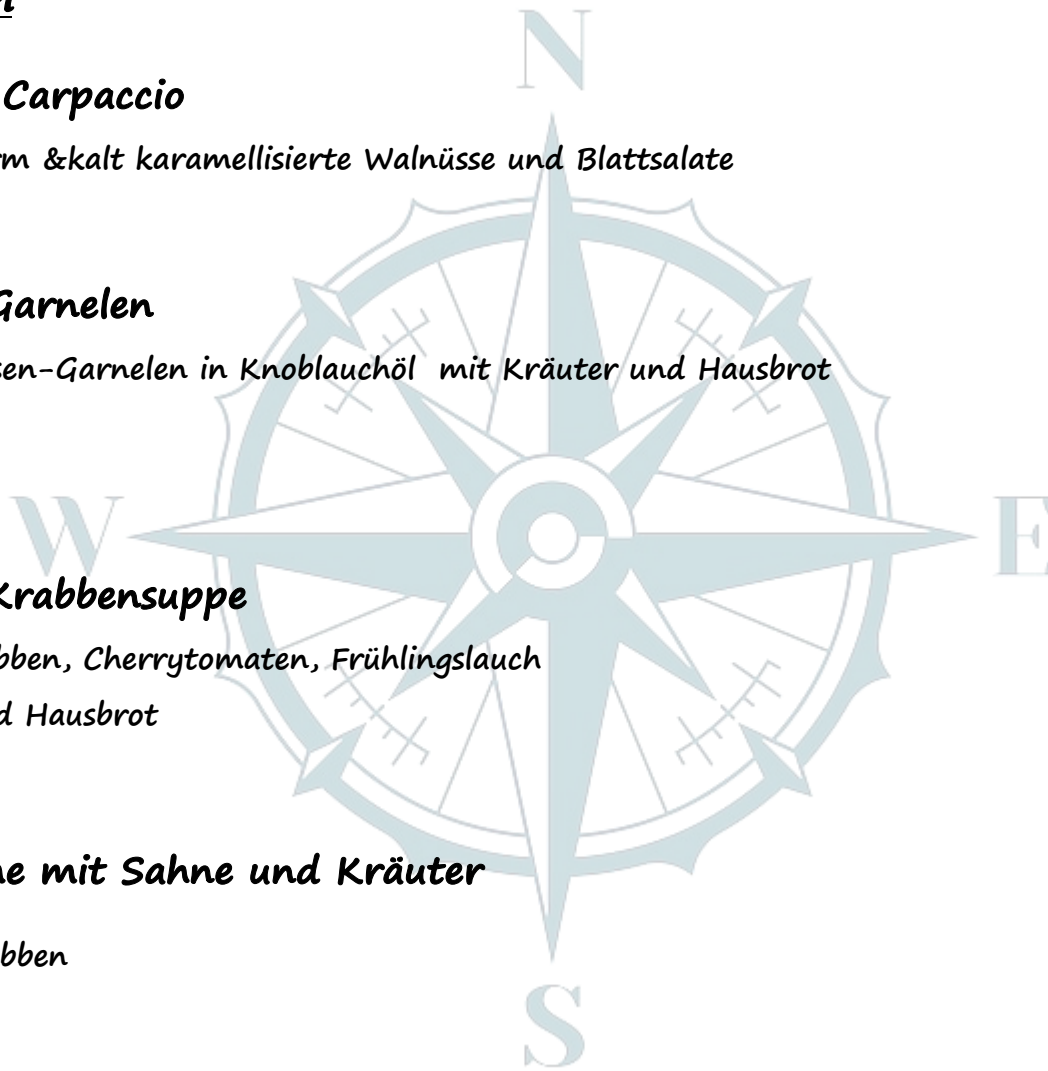 N
Carpaccio
&kalt karamellisierte Walnüsse und Blattsalate
Garnelen
sen-Garnelen in Knoblauchöl mit Kräuter und Hausbrot
W
E
Krabbensuppe
bben, Cherrytomaten, Frühlingslauch
d Hausbrot
ne mit Sahne und Kräuter
bben
S